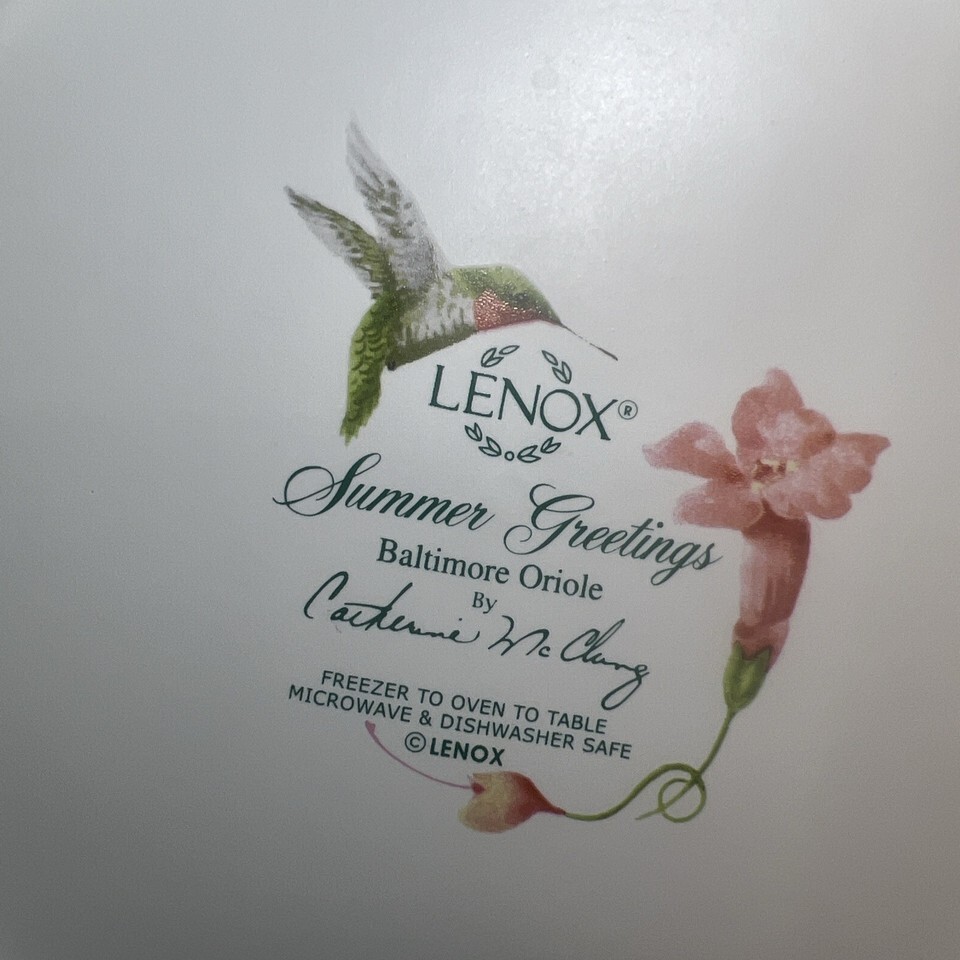 LENOX®
Summer Greetings
Baltimore Oriole
By
Catherine McClung
FREEZER TO OVEN TO TABLE
MICROWAVE & DISHWASHER SAFE
© LENOX